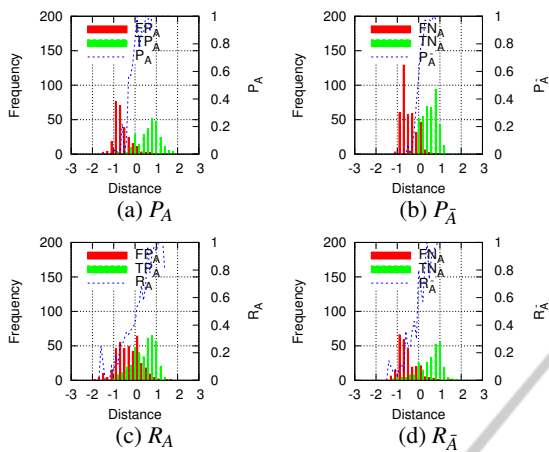 200 1
150 0.8
100 0.6
50 0.4
0 0.2
0
-3 -2 -1 0 1 2 3
Frequency
Distance
P_A
FP_A
TP_A
P_A
(a) P_A
200 1
150 0.8
100 0.6
50 0.4
0 0.2
0
-3 -2 -1 0 1 2 3
Frequency
Distance
P_Ā
FN_A
TN_A
P_Ā
(b) P_Ā
200 1
150 0.8
100 0.6
50 0.4
0 0.2
0
-3 -2 -1 0 1 2 3
Frequency
Distance
R_A
FP_A
TP_A
R_A
(c) R_A
200 1
150 0.8
100 0.6
50 0.4
0 0.2
0
-3 -2 -1 0 1 2 3
Frequency
Distance
R_Ā
FN_A
TN_A
R_Ā
(d) R_Ā